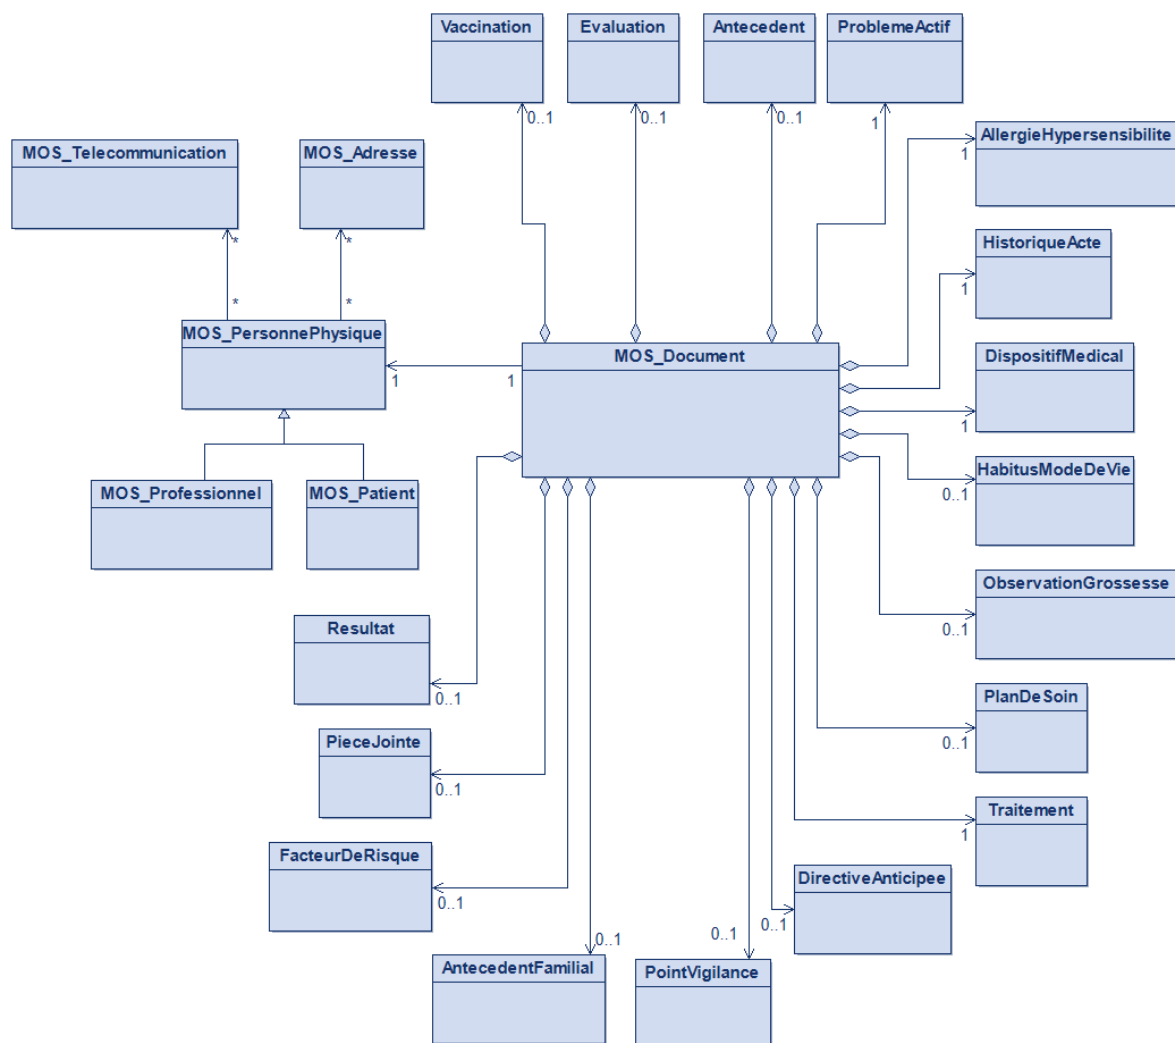 Vaccination
Evaluation
Antecedent
ProblemeActif
0..1
0..1
0..1
1
MOS_Telecommunication
MOS_Adresse
AllergieHypersensibilite
1
*
*
HistoriqueActe
1
*
*
MOS_PersonnePhysique
MOS_Document
DispositifMedical
1
1
1
HabitusModeDeVie
0..1
MOS_Professionnel
MOS_Patient
ObservationGrossesse
0..1
Resultat
0..1
PlanDeSoin
0..1
PieceJointe
0..1
Traitement
1
FacteurDeRisque
0..1
DirectiveAnticipee
0..1
0..1
0..1
AntecedentFamilial
PointVigilance